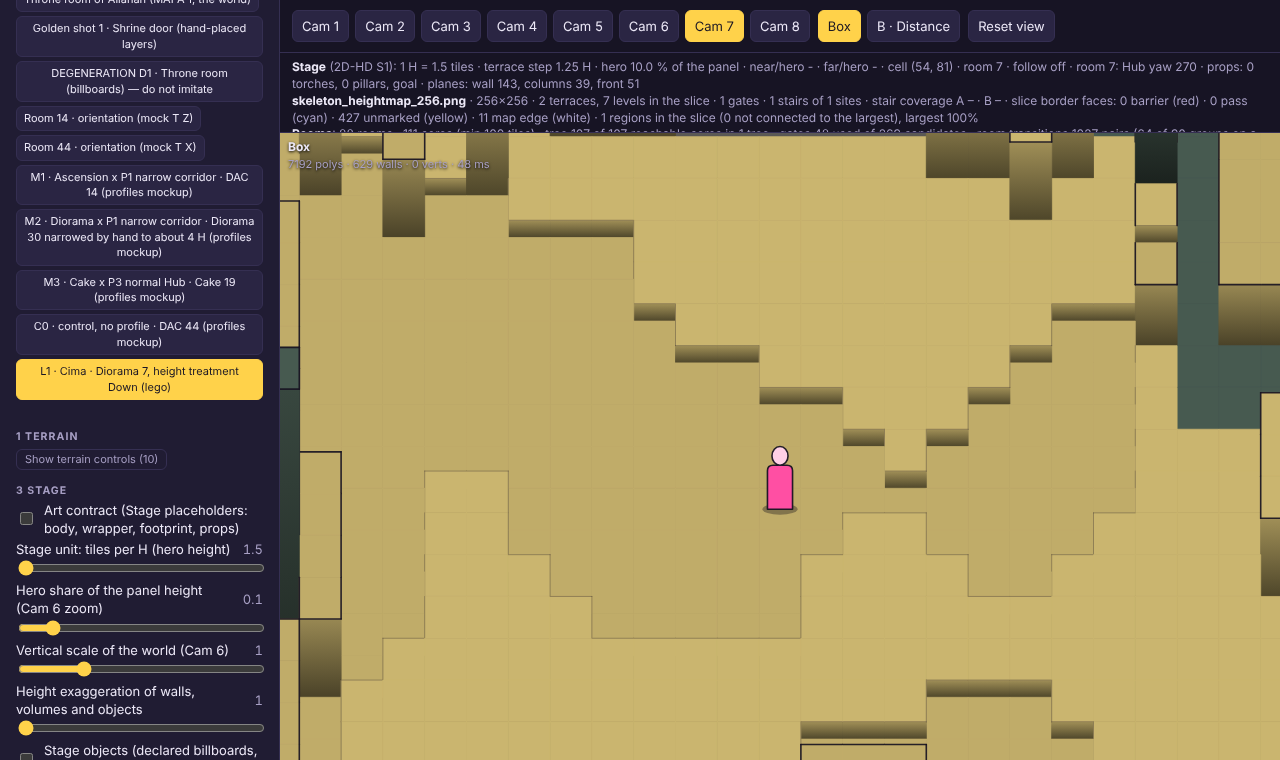 Golden shot 1 · Shrine door (hand-placed
layers)
DEGENERATION D1 · Throne room
(billboards) — do not imitate
Room 14 · orientation (mock T Z)
Room 44 · orientation (mock T X)
M1 · Ascension x P1 narrow corridor · DAC
14 (profiles mockup)
M2 · Diorama x P1 narrow corridor · Diorama
30 narrowed by hand to about 4 H (profiles
mockup)
M3 · Cake x P3 normal Hub · Cake 19
(profiles mockup)
C0 · control, no profile · DAC 44 (profiles
mockup)
L1 · Cima · Diorama 7, height treatment
Down (lego)
1 TERRAIN
Show terrain controls (10)
3 STAGE
Art contract (Stage placeholders:
body, wrapper, footprint, props)
Stage unit: tiles per H (hero height) 1.5
Hero share of the panel height
(Cam 6 zoom) 0.1
Vertical scale of the world (Cam 6) 1
Height exaggeration of walls,
volumes and objects 1
Stage objects (declared billboards,
Cam 1 Cam 2 Cam 3 Cam 4 Cam 5 Cam 6 Cam 7 Cam 8 Box B · Distance Reset view
Stage (2D-HD S1): 1 H = 1.5 tiles · terrace step 1.25 H · hero 10.0 % of the panel · near/hero - · far/hero - · cell (54, 81) · room 7 · follow off · room 7: Hub yaw 270 · props: 0
torches, 0 pillars, goal · planes: wall 143, columns 39, front 51
skeleton_heightmap_256.png · 256×256 · 2 terraces, 7 levels in the slice · 1 gates · 1 stairs of 1 sites · stair coverage A – · B – · slice border faces: 0 barrier (red) · 0 pass
(cyan) · 427 unmarked (yellow) · 11 map edge (white) · 1 regions in the slice (0 not connected to the largest), largest 100%
Box
7192 polys · 629 walls · 0 verts · 48 ms